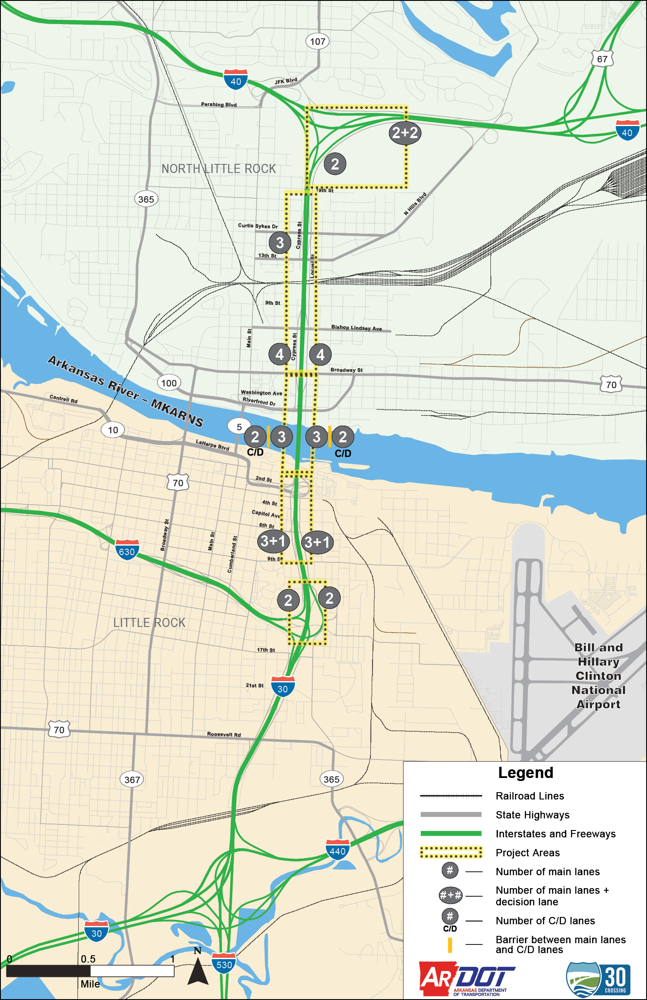 107
67
40
JFK Blvd
Pershing Blvd
40
2+2
2
NORTH LITTLE ROCK
19th St
365
N Hills Blvd
Curtis Sykes Dr
Cypress St
3
13th St
Locust St
9th St
Bishop Lindsey Ave
Main St
Cypress St
4
4
Broadway St
Arkansas River – MKARNS
100
70
Washington Ave
Riverfront Dr
Cantrell Rd
10
5
2
3
3
2
C/D
C/D
LaHarpe Blvd
2nd St
70
4th St
Capitol Ave
6th St
Broadway St
Main St
Cumberland St
3+1
3+1
630
9th St
2
2
LITTLE ROCK
17th St
Bill and
Hillary
Clinton
National
Airport
21st St
30
70
Roosevelt Rd
367
365
440
30
530
N
0
0.5
1
Mile
Legend
Railroad Lines
State Highways
Interstates and Freeways
Project Areas
#
Number of main lanes
#+#
Number of main lanes +
decision lane
#
C/D
Number of C/D lanes
Barrier between main lanes
and C/D lanes
ARDOT
ARKANSAS DEPARTMENT
OF TRANSPORTATION
30
CROSSING